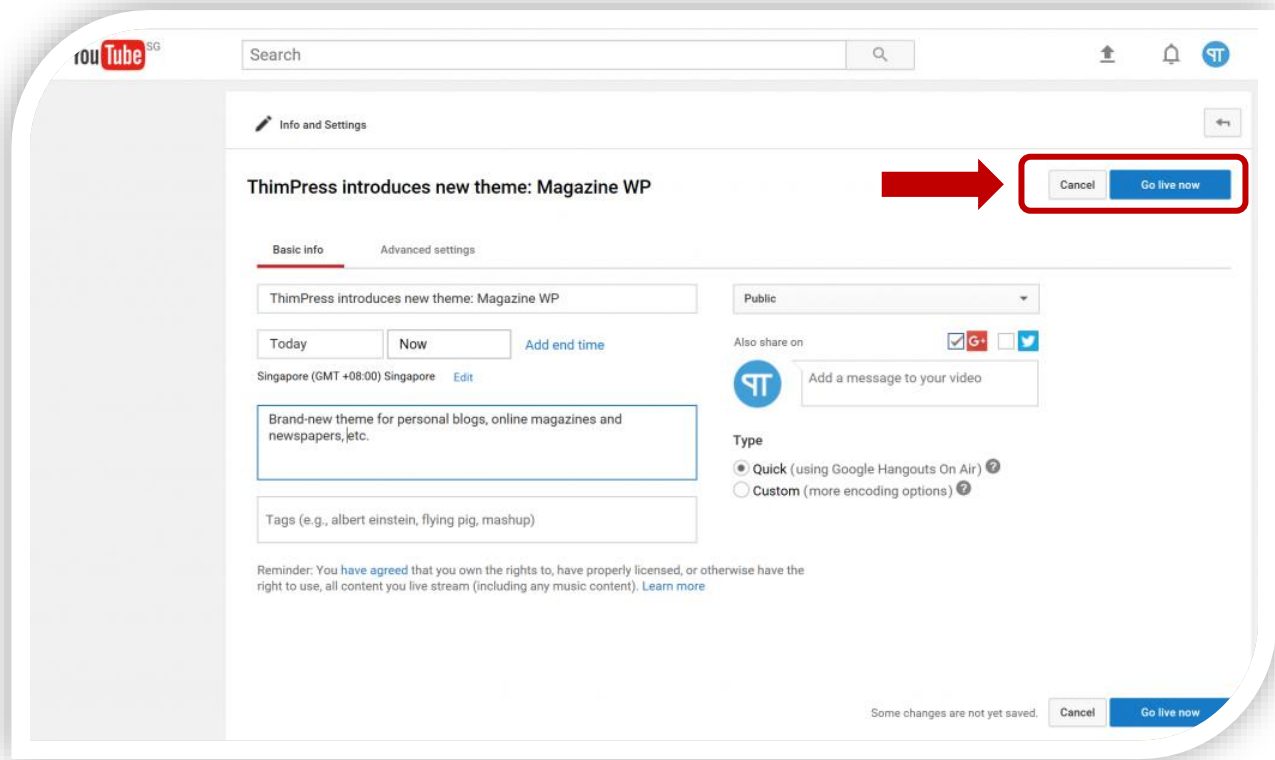 You Tube SG
Search
Info and Settings
ThimPress introduces new theme: Magazine WP
Cancel
Go live now
Basic info
Advanced settings
ThimPress introduces new theme: Magazine WP
Public
Today
Now
Add end time
Also share on
G+
Singapore (GMT +08:00) Singapore Edit
Add a message to your video
Brand-new theme for personal blogs, online magazines and
newspapers, etc.
Type
Quick (using Google Hangouts On Air) ?
Custom (more encoding options) ?
Tags (e.g., albert einstein, flying pig, mashup)
Reminder: You have agreed that you own the rights to, have properly licensed, or otherwise have the
right to use, all content you live stream (including any music content). Learn more
Some changes are not yet saved.
Cancel
Go live now